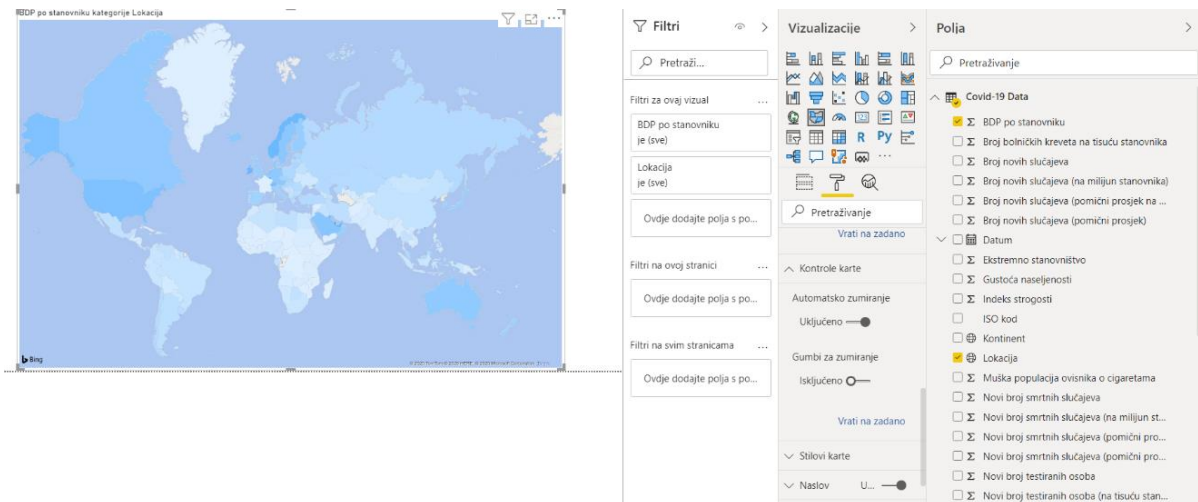 BDP po stanovniku kategorije Lokacija
Bing
Filtri
Pretraži...
Filtri za ovaj vizual ...
BDP po stanovniku
je (sve)
Lokacija
je (sve)
Ovdje dodajte polja s po...
Filtri na ovoj stranici ...
Ovdje dodajte polja s po...
Filtri na svim stranicama ...
Ovdje dodajte polja s po...
Vizualizacije
R Py
...
Pretraživanje
Vrati na zadano
Kontrole karte
Automatsko zumiranje
Uključeno
Gumbi za zumiranje
Isključeno
Vrati na zadano
Stilovi karte
Naslov U...
Polja
Pretraživanje
Covid-19 Data
Σ BDP po stanovniku
Σ Broj bolničkih kreveta na tisuću stanovnika
Σ Broj novih slučajeva
Σ Broj novih slučajeva (na milijun stanovnika)
Σ Broj novih slučajeva (pomični prosjek na ...
Σ Broj novih slučajeva (pomični prosjek)
Datum
Σ Ekstremno stanovništvo
Σ Gustoća naseljenosti
Σ Indeks strogosti
ISO kod
Kontinent
Lokacija
Σ Muška populacija ovisnika o cigaretama
Σ Novi broj smrtnih slučajeva
Σ Novi broj smrtnih slučajeva (na milijun st...
Σ Novi broj smrtnih slučajeva (pomični pro...
Σ Novi broj smrtnih slučajeva (pomični pro...
Σ Novi broj testiranih osoba
Σ Novi broj testiranih osoba (na tisuću stan...